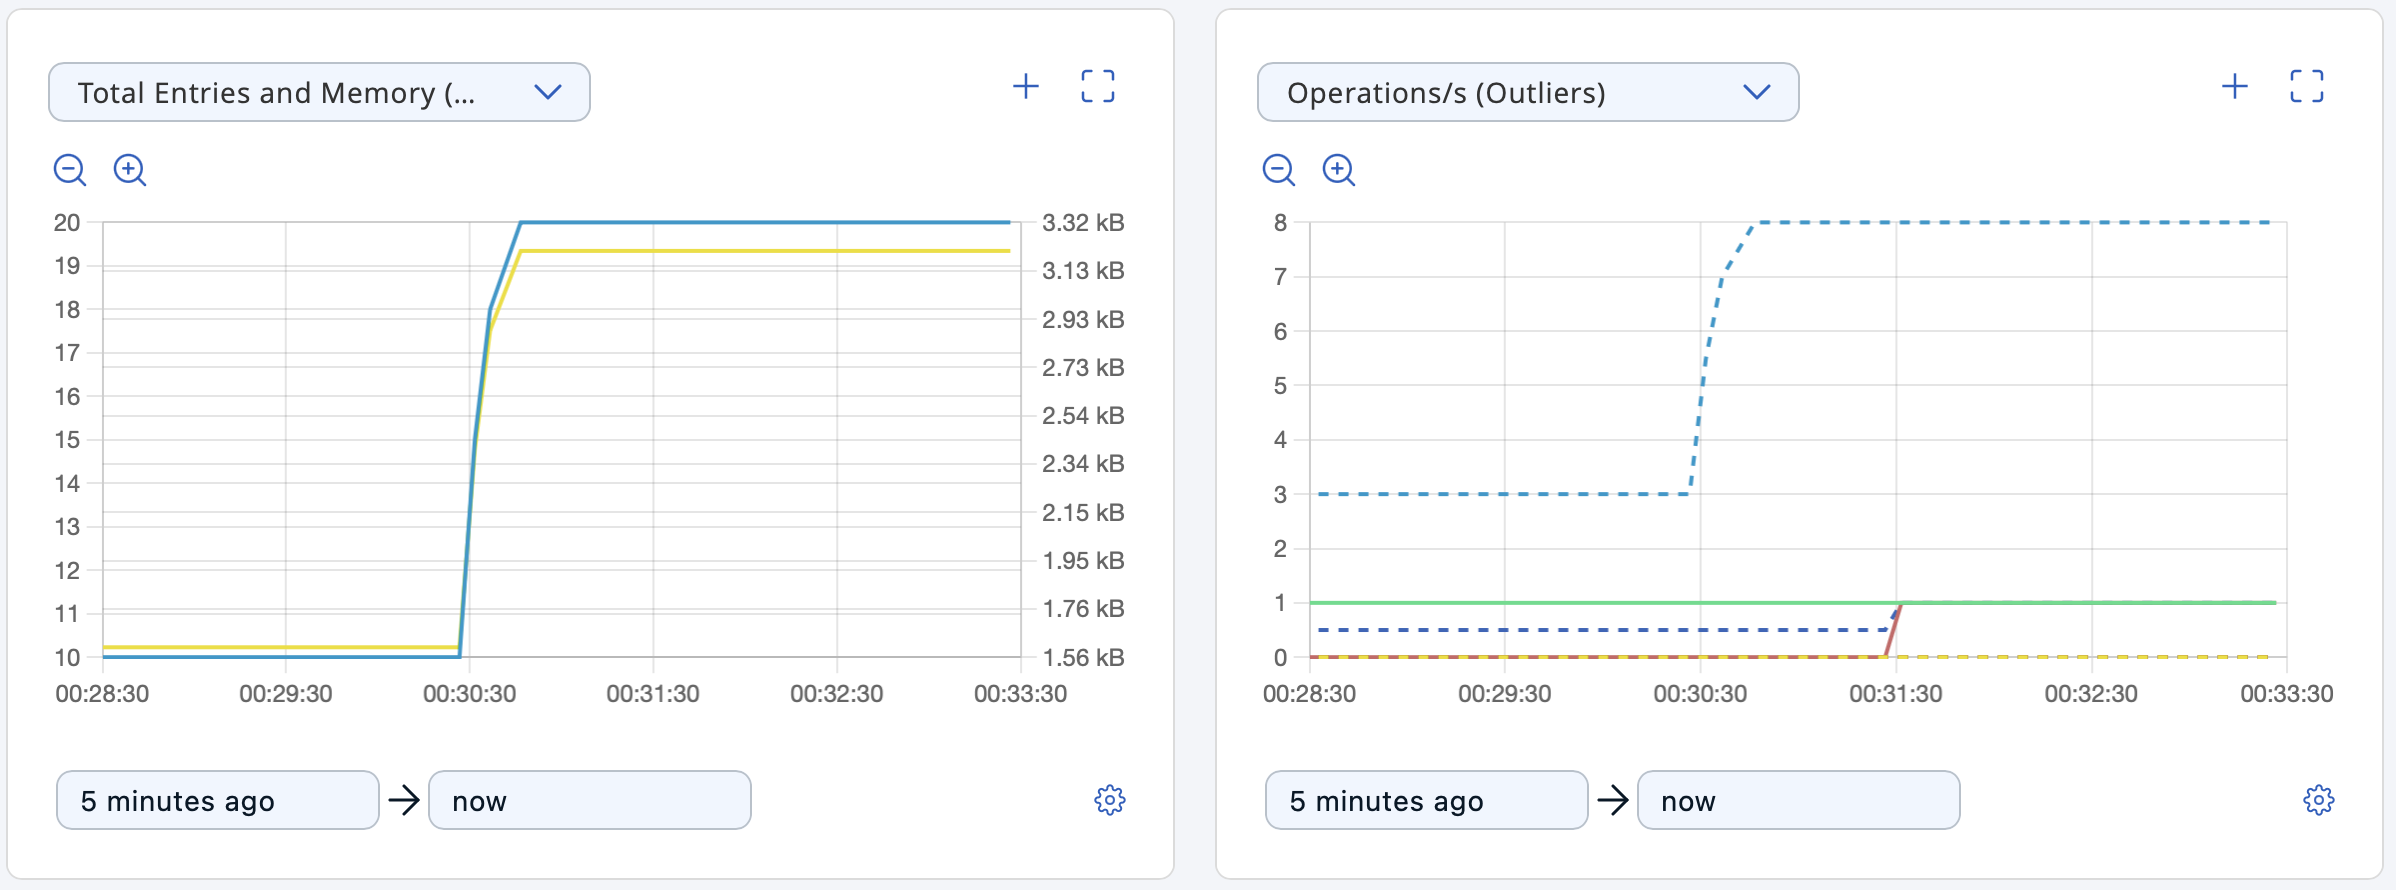 Total Entries and Memory (...
20
19
18
17
16
15
14
13
12
11
10
3.32 kB
3.13 kB
2.93 kB
2.73 kB
2.54 kB
2.34 kB
2.15 kB
1.95 kB
1.76 kB
1.56 kB
00:28:30 00:29:30 00:30:30 00:31:30 00:32:30 00:33:30
5 minutes ago → now
Operations/s (Outliers)
8
7
6
5
4
3
2
1
0
00:28:30 00:29:30 00:30:30 00:31:30 00:32:30 00:33:30
5 minutes ago → now